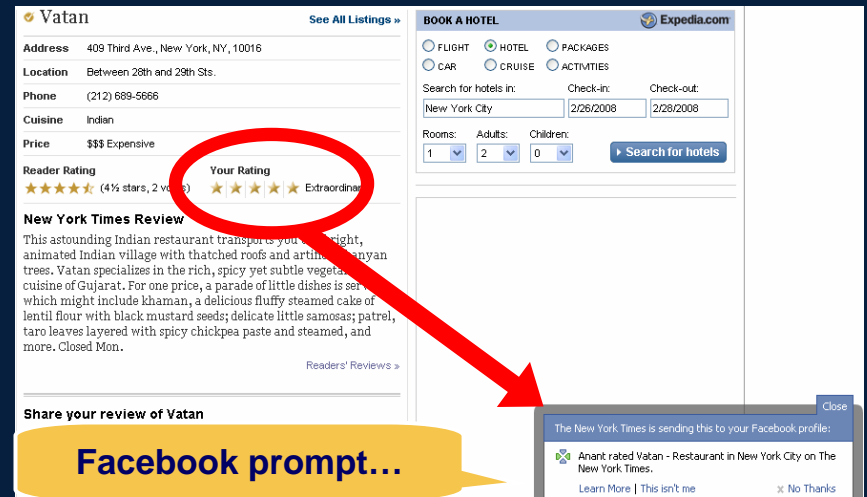 Vatan
See All Listings »
Address 409 Third Ave., New York, NY, 10016
Location Between 28th and 29th Sts.
Phone (212) 689-5666
Cuisine Indian
Price $$$ Expensive
Reader Rating
Your Rating
(4½ stars, 2 votes)
New York Times Review
This astounding Indian restaurant transports you
animated Indian village with thatched roofs and banyan
trees. Vatan specializes in the rich, spicy yet subtle
cuisine of Gujarat. For one price, a parade of little dishes is
which might include khaman, a delicious fluffy steamed cake of
lentil flour with black mustard seeds; delicate little samosas; patrel,
taro leaves layered with spicy chickpea paste and steamed, and
more. Closed Mon.
Readers' Reviews »
Share your review of Vatan
BOOK A HOTEL
Expedia.com
FLIGHT HOTEL PACKAGES
CAR CRUISE ACTIVITIES
Search for hotels in: Check-in: Check-out:
New York City 2/26/2008 2/28/2008
Rooms: Adults: Children:
1 2 0 Search for hotels
Close
The New York Times is sending this to your Facebook profile:
Anant rated Vatan - Restaurant in New York City on The
New York Times.
Learn More | This isn't me x No Thanks
Facebook prompt…